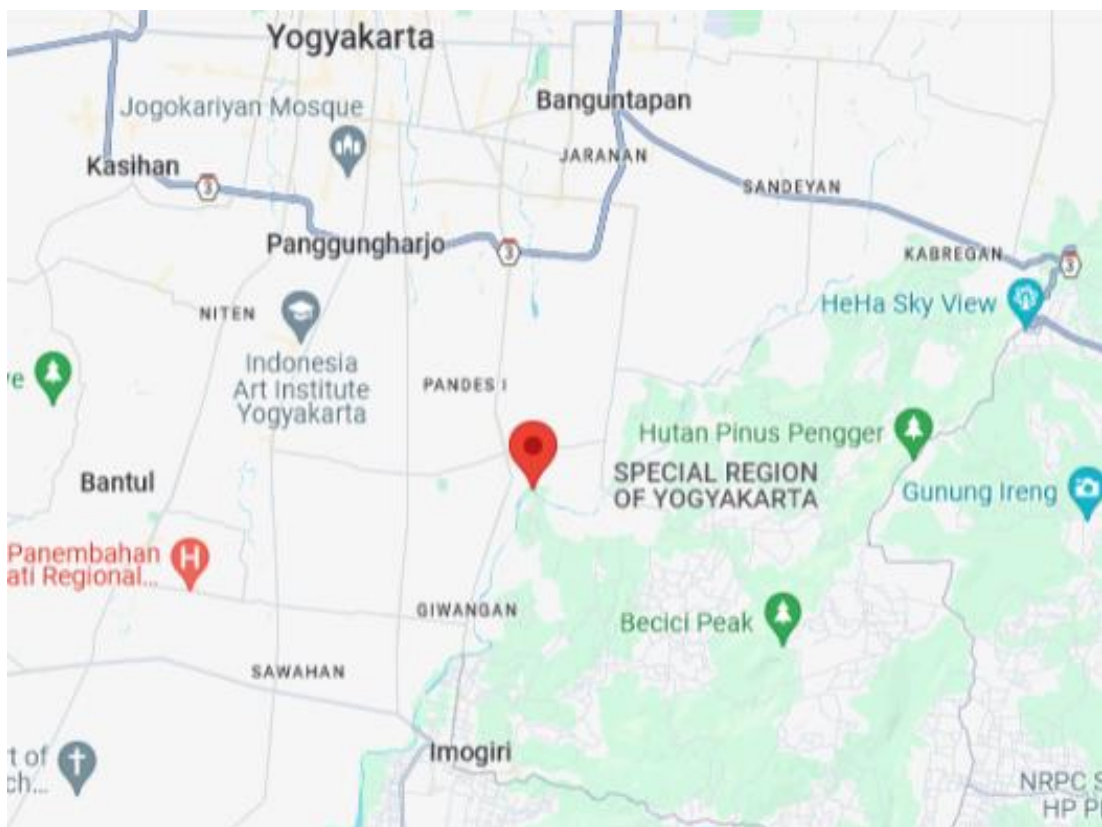 Yogyakarta
Jogokariyan Mosque
Banguntapan
JARANAN
Kasihan
3
SANDEYAN
Panggungharjo
3
KABREGAN
3
NITEN
HeHa Sky View
Indonesia
Art Institute
Yogyakarta
e
PANDES I
Hutan Pinus Pengger
SPECIAL REGION
OF YOGYAKARTA
Bantul
Gunung Ireng
Panembahan
ati Regional...
H
GIWANGAN
Becici Peak
SAWAHAN
Imogiri
rt of
ch...
NRPC S
HP P